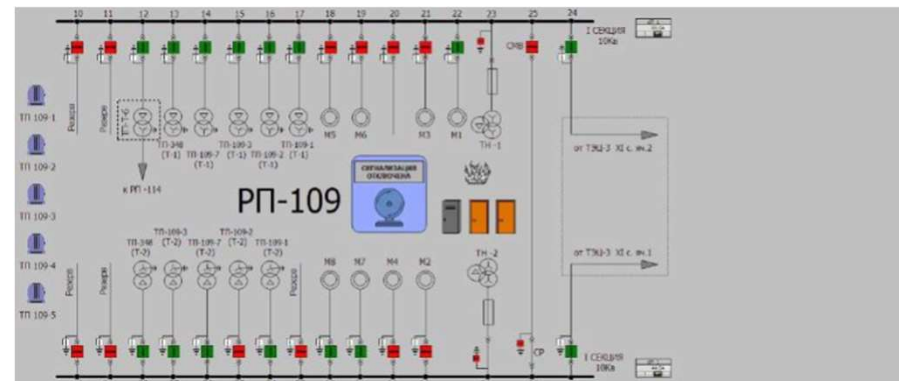 10 11 12 13 14 15 16 17 18 19 20 21 22 23 25 24
I СЕКЦИЯ
10Кв
СМВ
ТП 109-1
Резерв
Резерв
ТП-Т-6
ТП-348
(Т-1)
ТП-109-7
(Т-1)
ТП-109-3
(Т-1)
ТП-109-2
(Т-1)
ТП-109-1
(Т-1)
М5
М6
М3
М1
ТН -1
от ТЭЦ-3 XI с. яч.2
ТП 109-2
СИГНАЛИЗАЦИЯ
ОТКЛЮЧЕНА
к РП -114
РП-109
ТП 109-3
ТП-348
(Т-2)
ТП-109-3
(Т-2)
ТП-109-7
(Т-2)
ТП-109-2
(Т-2)
ТП-109-1
(Т-2)
ТН -2
от ТЭЦ-3 XI с. яч.1
ТП 109-4
Резерв
Резерв
Резерв
М8
М7
М4
М2
ТП 109-5
СР
I СЕКЦИЯ
10Кв